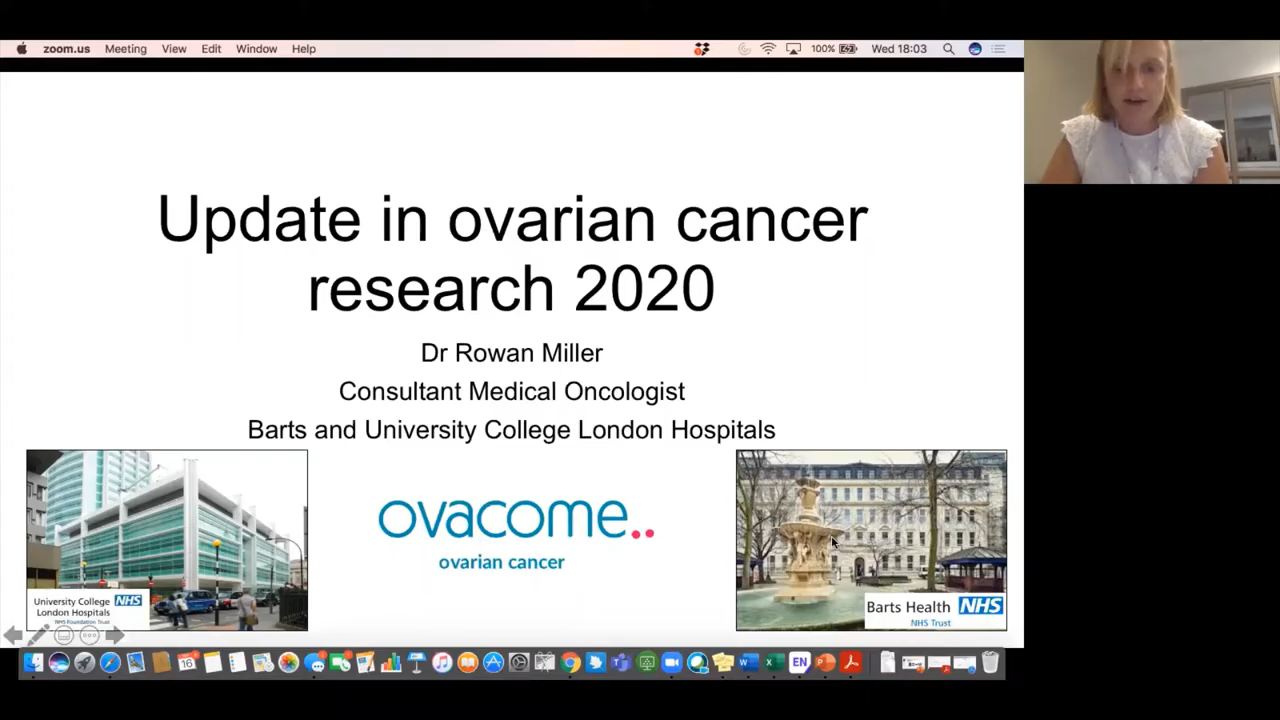 zoom.us Meeting View Edit Window Help 100% Wed 18:03
Update in ovarian cancer
research 2020
Dr Rowan Miller
Consultant Medical Oncologist
Barts and University College London Hospitals
ovacome..
ovarian cancer
University College NHS
London Hospitals
NHS Foundation Trust
Barts Health NHS
NHS Trust
16
EN